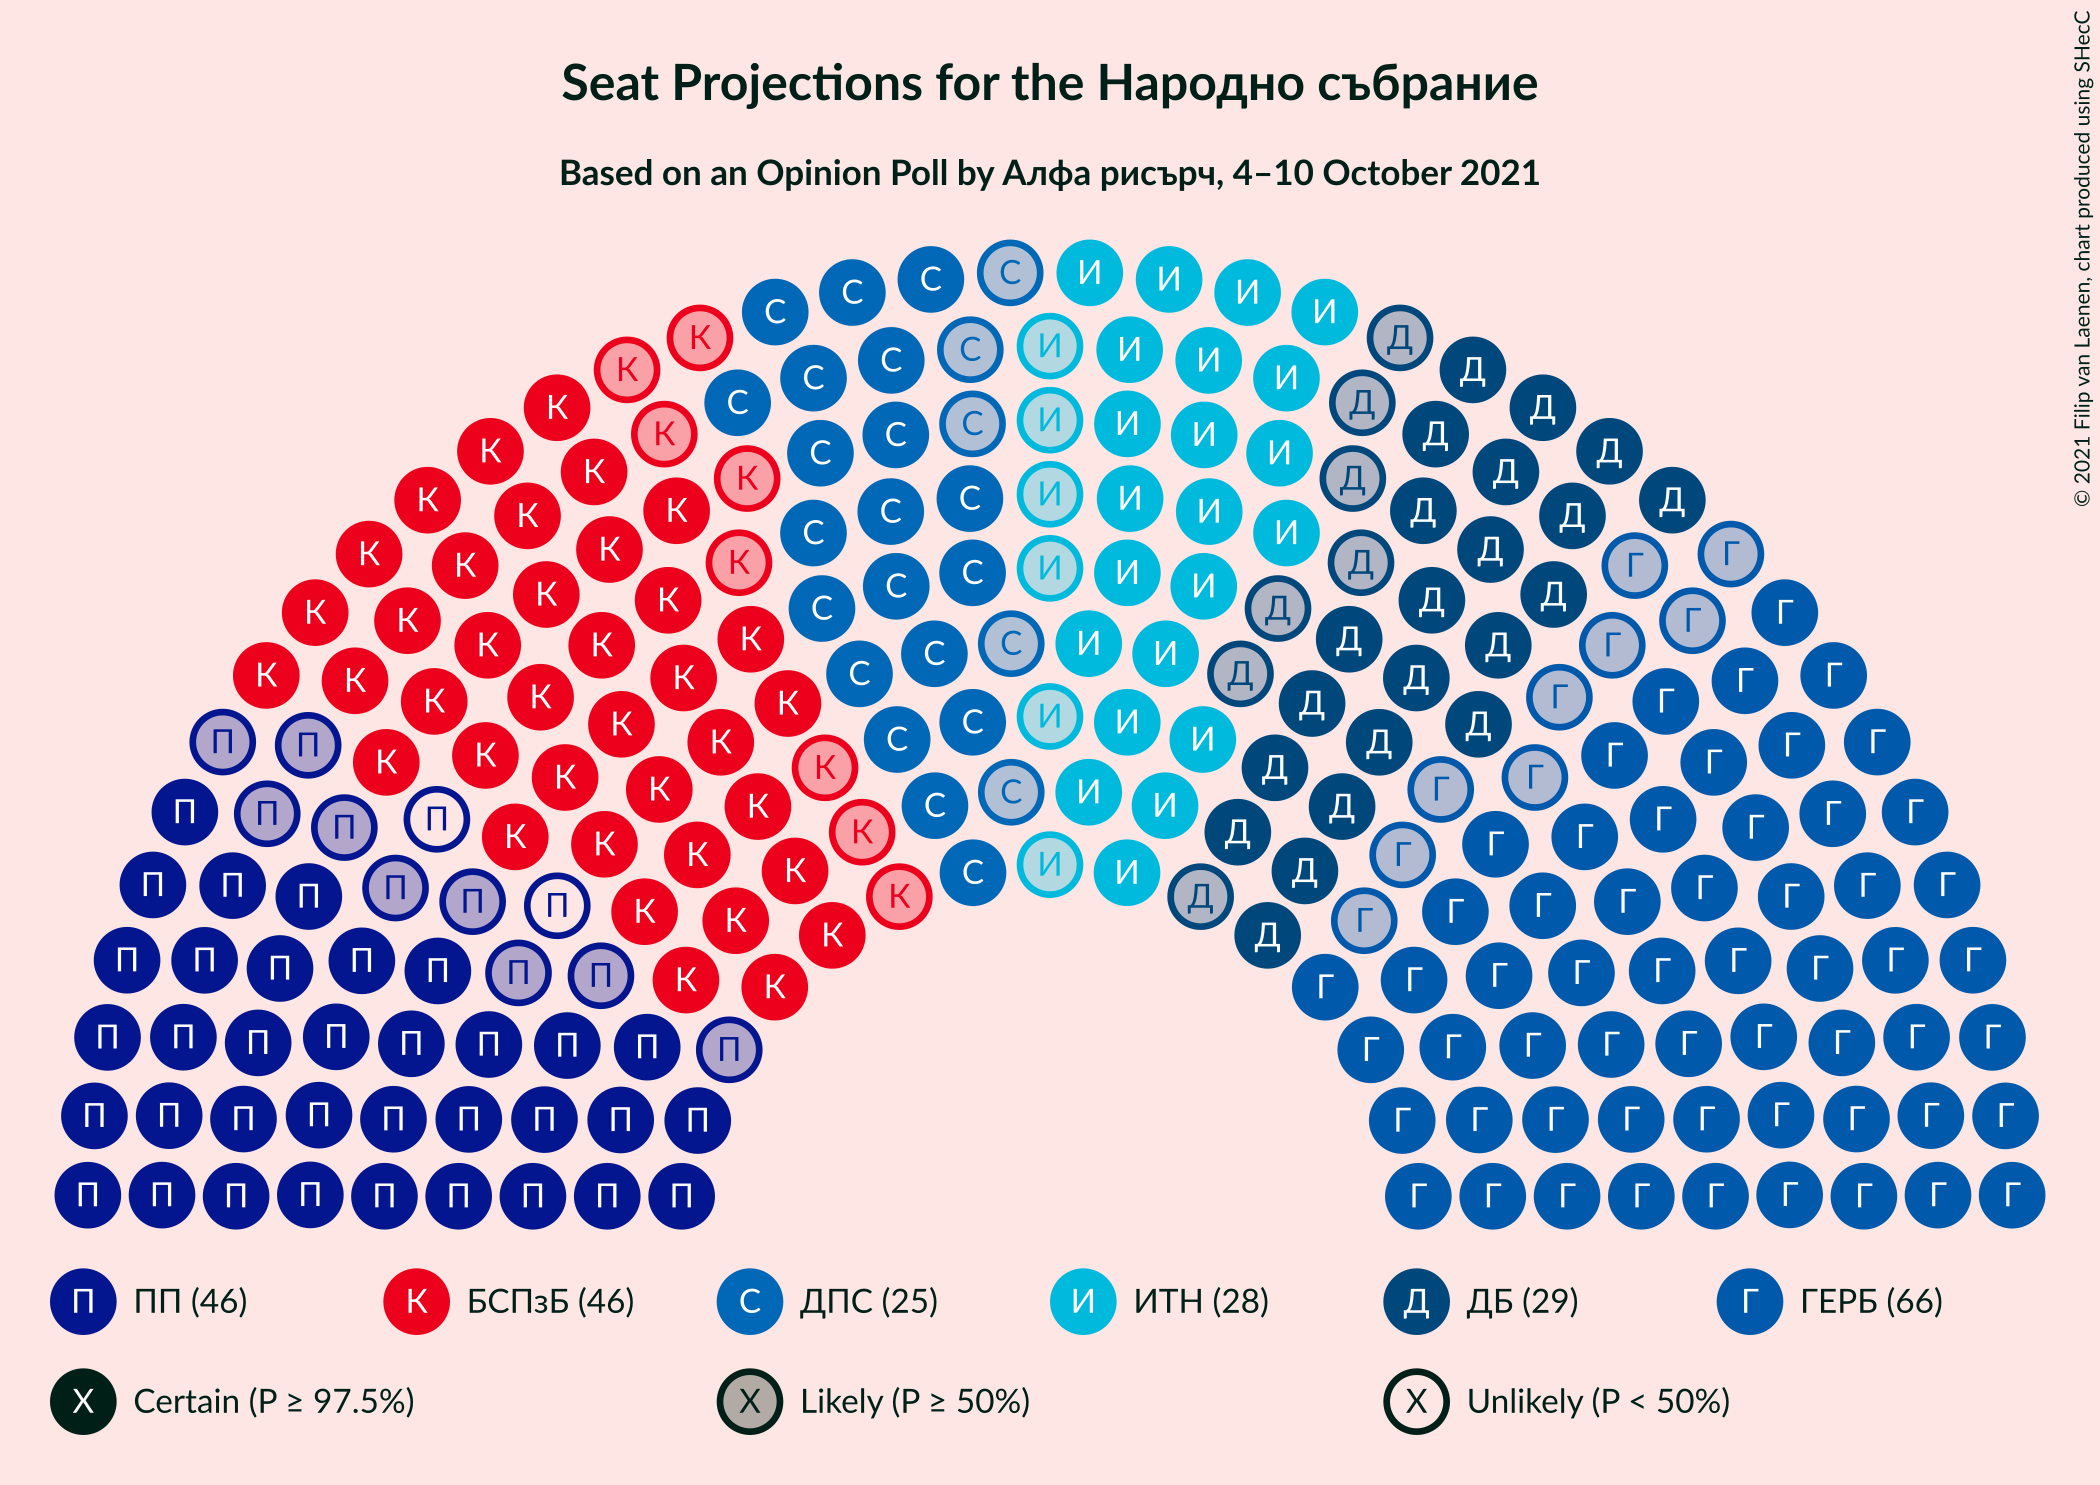 Seat Projections for the Народно събрание
Based on an Opinion Poll by Алфа рисърч, 4–10 October 2021
© 2021 Filip van Laenen, chart produced using SHecC
П ПП (46) К БСПзБ (46) С ДПС (25) И ИТН (28) Д ДБ (29) Г ГЕРБ (66)
X Certain (P ≥ 97.5%) X Likely (P ≥ 50%) X Unlikely (P < 50%)